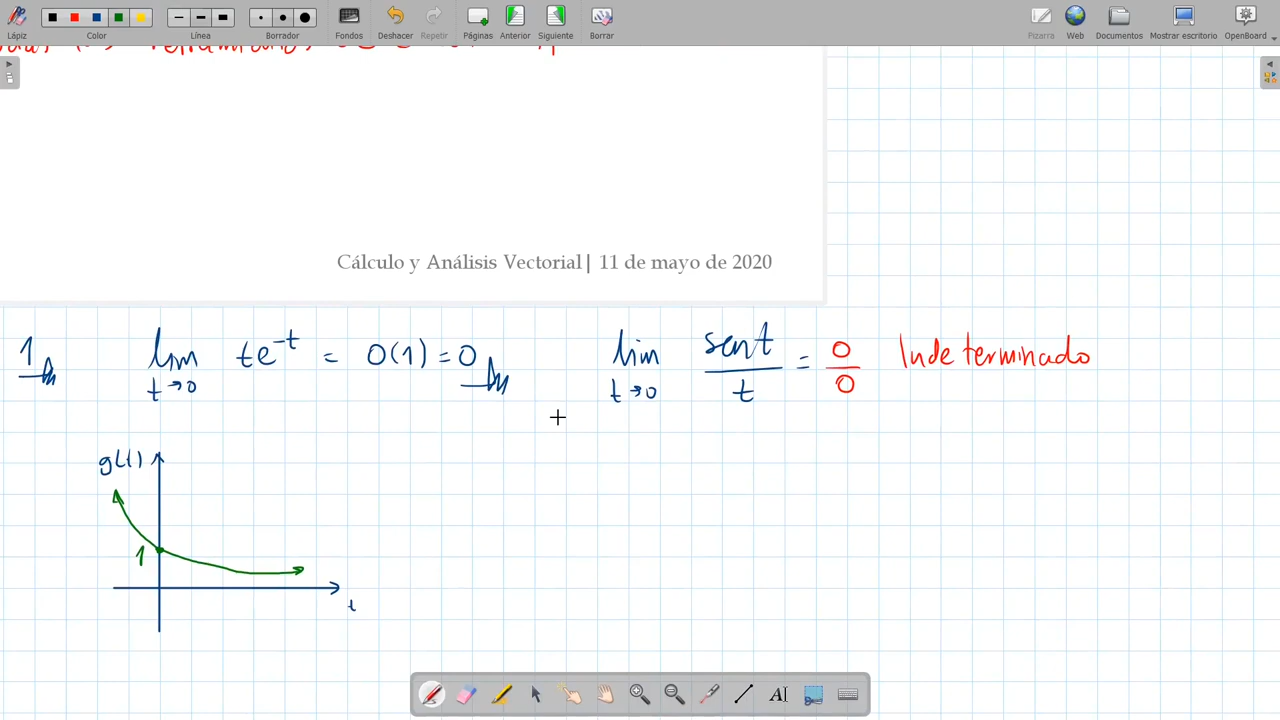 Lápiz Color Línea Borrador Fondos Deshacer Repetir Páginas Anterior Siguiente Borrar Pizarra Web Documentos Mostrar escritorio OpenBoard
Cálculo y Análisis Vectorial| 11 de mayo de 2020
1 lim te^-t = 0(1) = 0 lim sent/t = 0/0 Indeterminado
t→0 t→0
g(t)
1
t